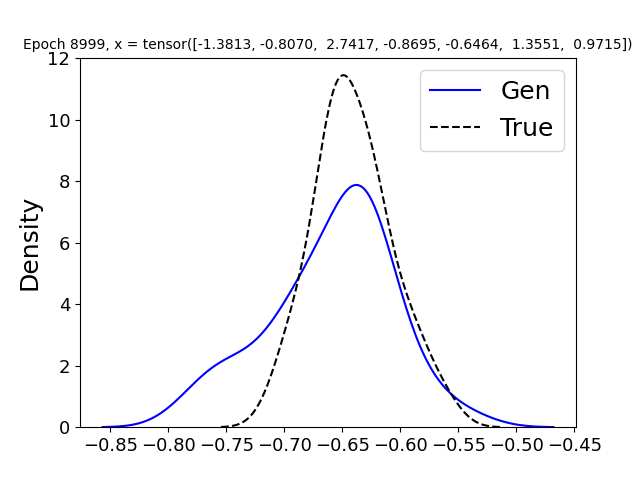 Epoch 8999, x = tensor([-1.3813, -0.8070,  2.7417, -0.8695, -0.6464,  1.3551,  0.9715])
12
10
8
6
4
2
0
Density
Gen
True
−0.85 −0.80 −0.75 −0.70 −0.65 −0.60 −0.55 −0.50 −0.45